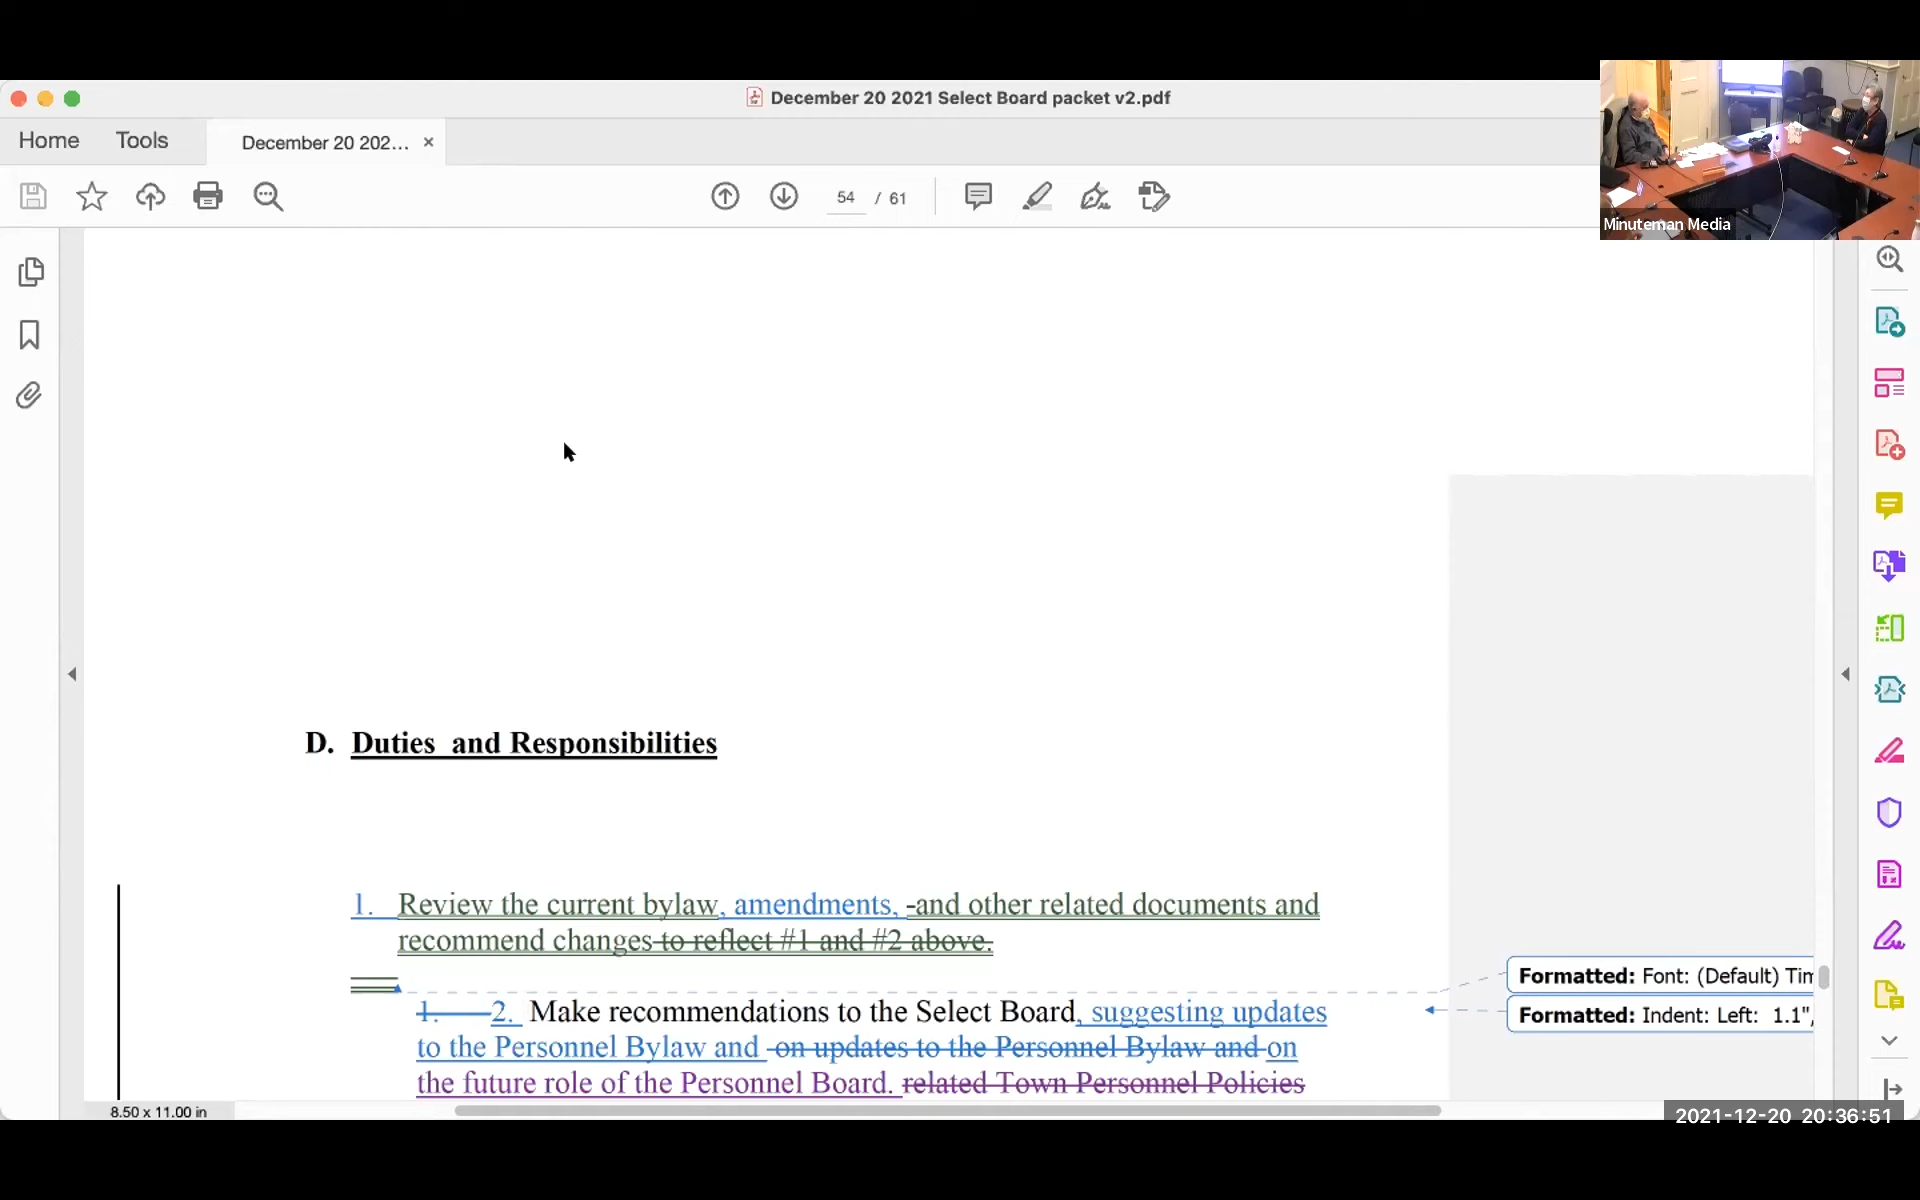 December 20 2021 Select Board packet v2.pdf
Home
Tools
December 20 202... ×
54 / 61
Minuteman Media
D. Duties and Responsibilities
1. Review the current bylaw, amendments, -and other related documents and
recommend changes to reflect #1 and #2 above.
1. 2. Make recommendations to the Select Board, suggesting updates
to the Personnel Bylaw and on updates to the Personnel Bylaw and on
the future role of the Personnel Board. related Town Personnel Policies
Formatted: Font: (Default) Tim
Formatted: Indent: Left: 1.1",
8.50 x 11.00 in
2021-12-20 20:36:51